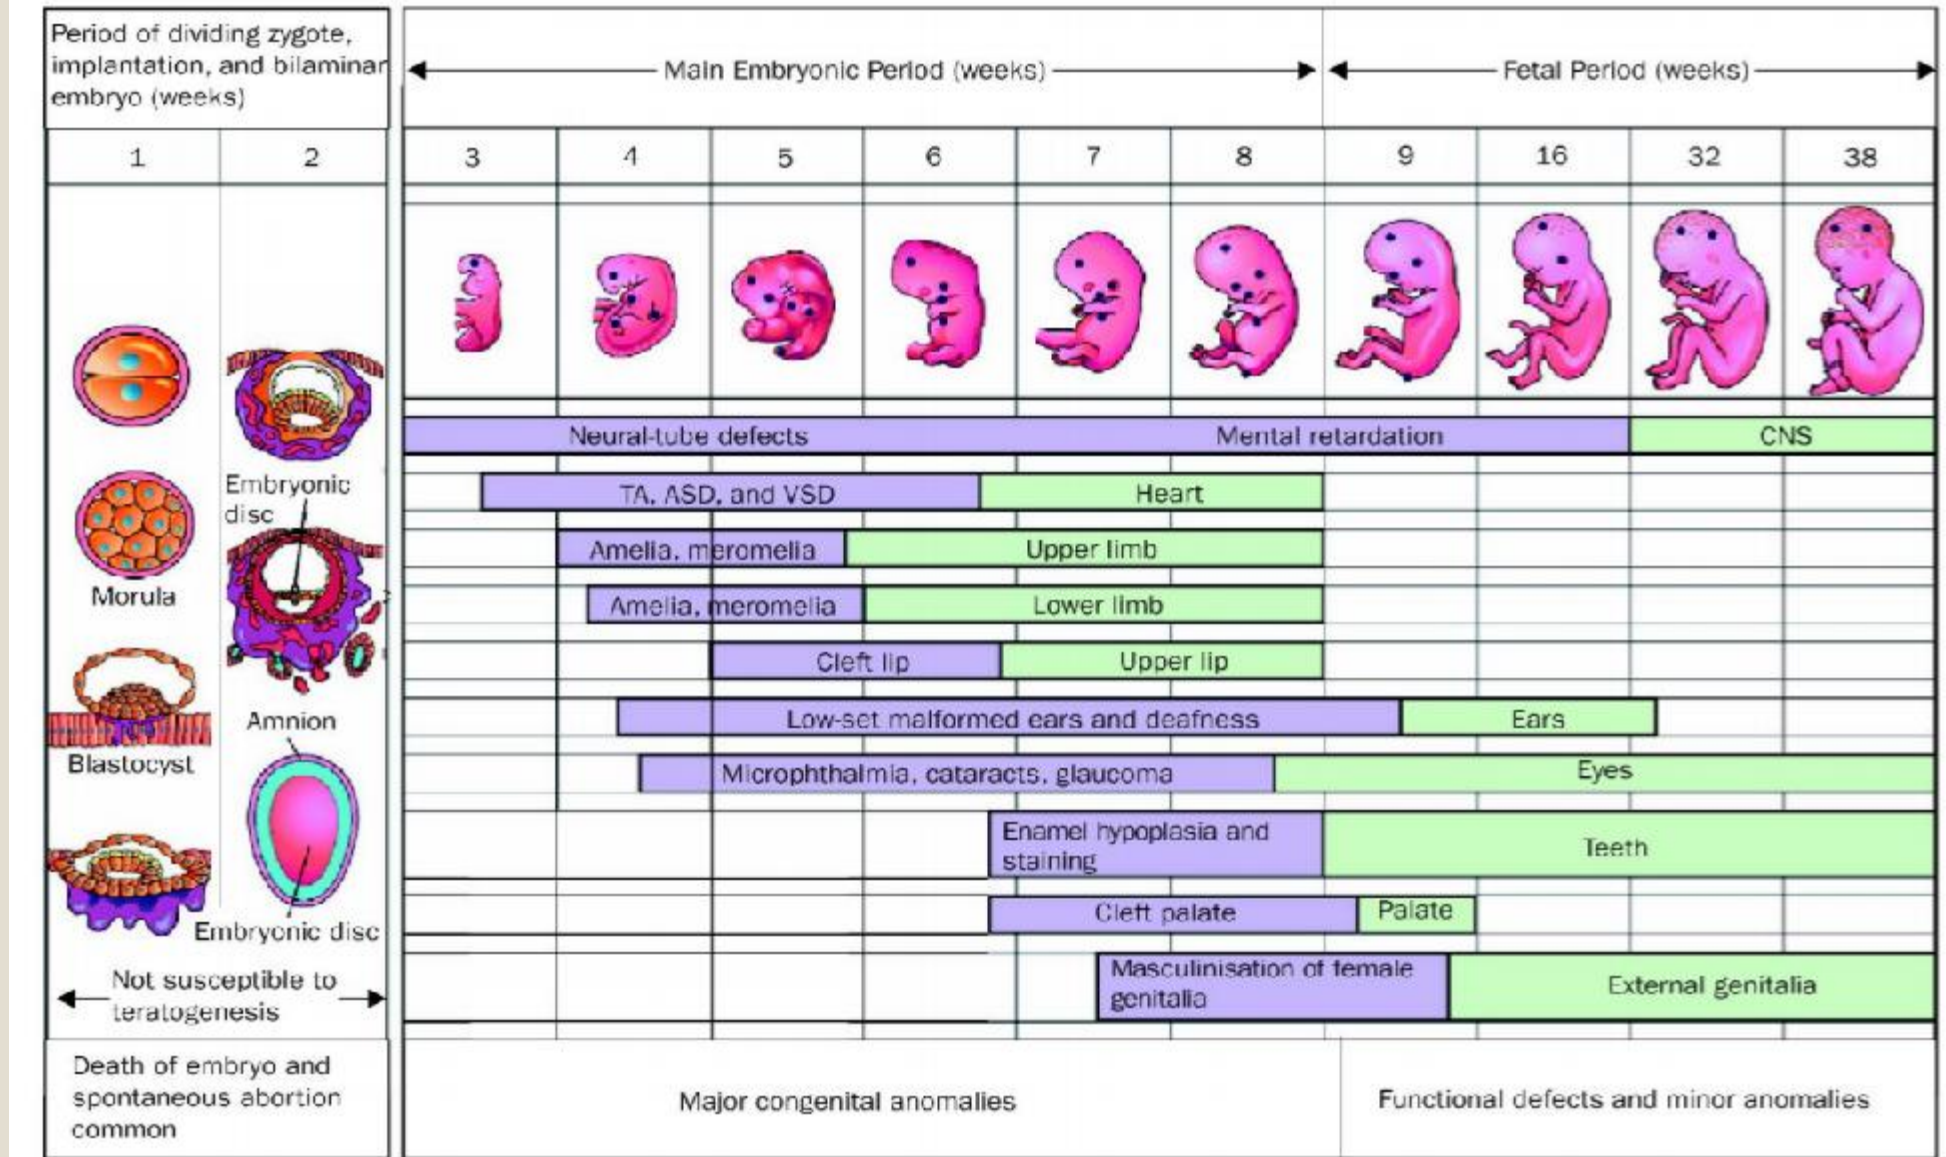 Period of dividing zygote,
implantation, and bilaminar
embryo (weeks)
Main Embryonic Period (weeks)
Fetal Period (weeks)
1
2
3
4
5
6
7
8
9
16
32
38
Neural-tube defects
Mental retardation
CNS
TA, ASD, and VSD
Heart
Embryonic
disc
Amelia, meromelia
Upper limb
Morula
Amelia, meromelia
Lower limb
Cleft lip
Upper lip
Amnion
Low-set malformed ears and deafness
Ears
Blastocyst
Microphthalmia, cataracts, glaucoma
Eyes
Enamel hypoplasia and
staining
Teeth
Cleft palate
Palate
Embryonic disc
Not susceptible to
teratogenesis
Masculinisation of female
genitalia
External genitalia
Death of embryo and
spontaneous abortion
common
Major congenital anomalies
Functional defects and minor anomalies